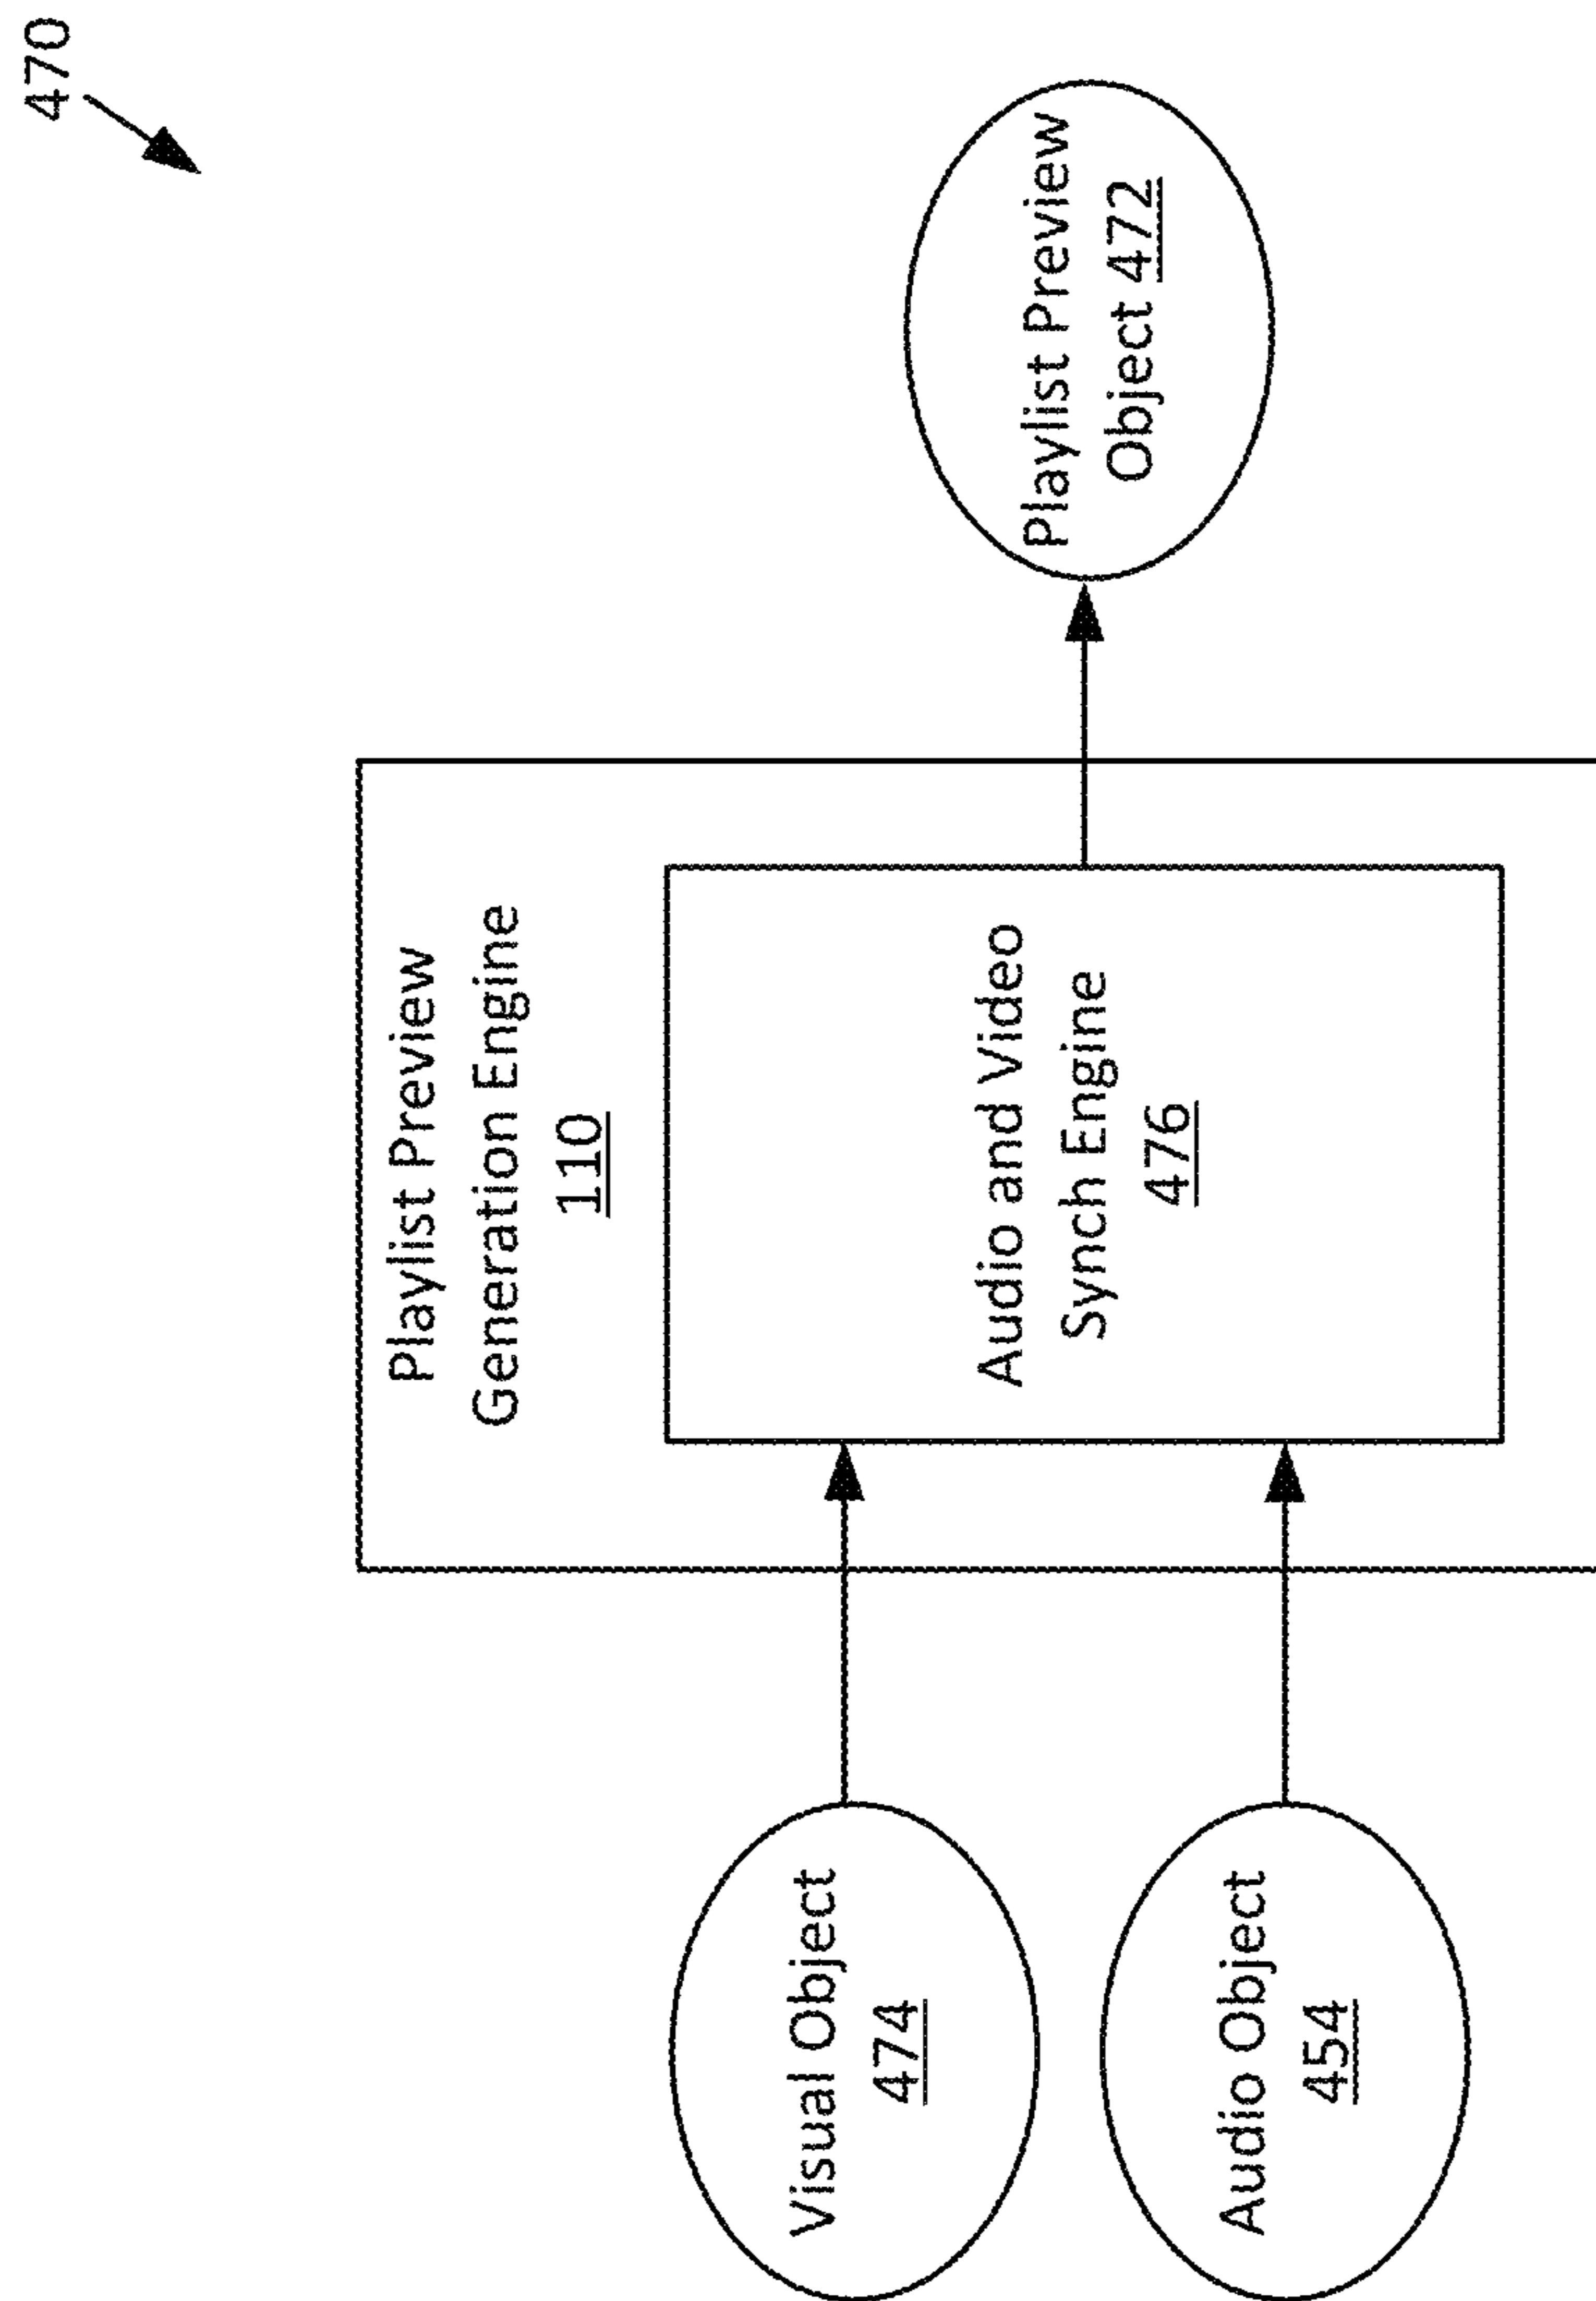 470
Playlist Preview
Generation Engine
110
Visual Object
474
Audio and Video
Synch Engine
476
Playlist Preview
Object 472
Audio Object
454